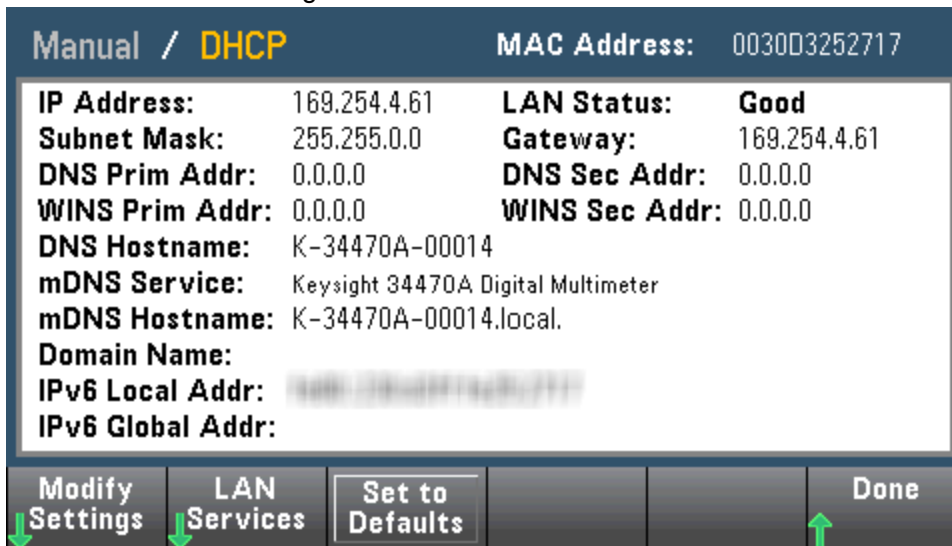 Manual / DHCP MAC Address: 0030D3252717
IP Address: 169.254.4.61 LAN Status: Good
Subnet Mask: 255.255.0.0 Gateway: 169.254.4.61
DNS Prim Addr: 0.0.0.0 DNS Sec Addr: 0.0.0.0
WINS Prim Addr: 0.0.0.0 WINS Sec Addr: 0.0.0.0
DNS Hostname: K-34470A-00014
mDNS Service: Keysight 34470A Digital Multimeter
mDNS Hostname: K-34470A-00014.local.
Domain Name:
IPv6 Local Addr:
IPv6 Global Addr:
Modify LAN Set to Done
Settings Services Defaults